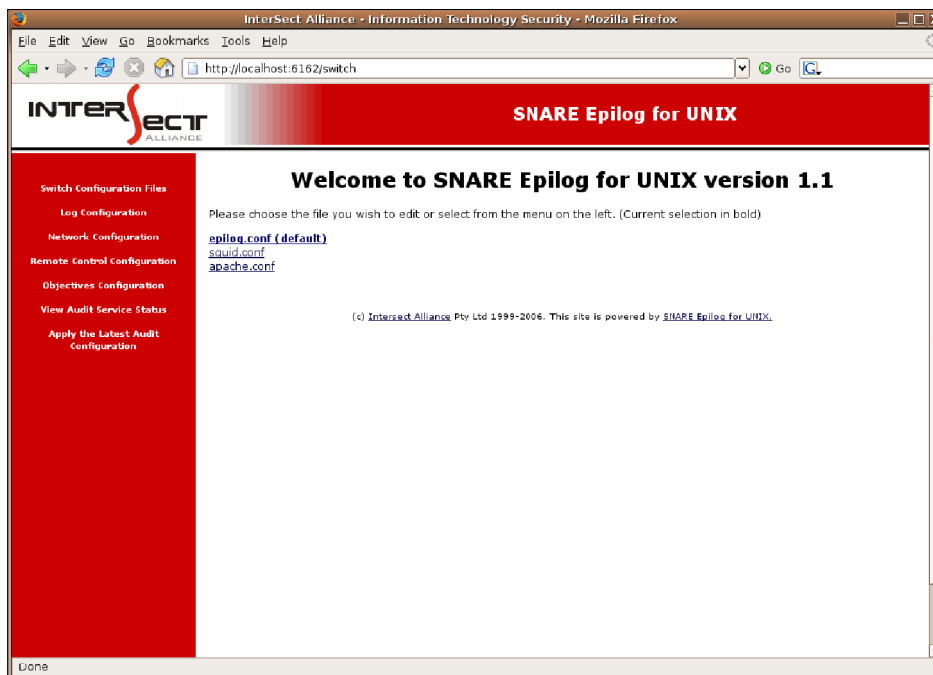 InterSect Alliance - Information Technology Security - Mozilla Firefox
File Edit View Go Bookmarks Tools Help
http://localhost:6162/switch Go G
INTERSECT
ALLIANCE
SNARE Epilog for UNIX
Switch Configuration Files
Log Configuration
Network Configuration
Remote Control Configuration
Objectives Configuration
View Audit Service Status
Apply the Latest Audit
Configuration
Welcome to SNARE Epilog for UNIX version 1.1
Please choose the file you wish to edit or select from the menu on the left. (Current selection in bold)
epilog.conf (default)
squid.conf
apache.conf
(c) Intersect Alliance Pty Ltd 1999-2006. This site is powered by SNARE Epilog for UNIX.
Done